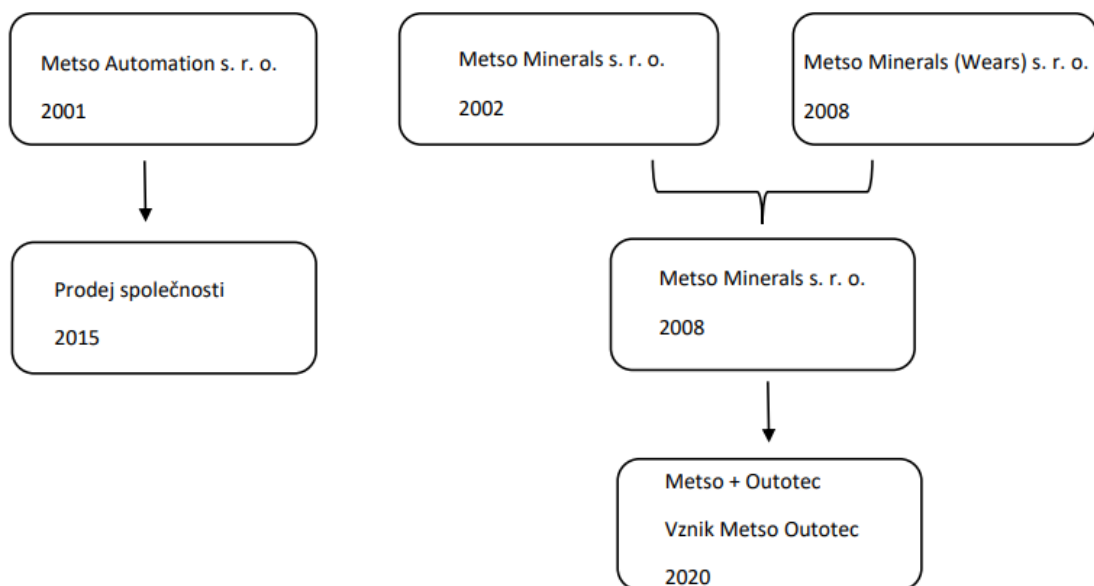 Metso Automation s. r. o.
2001
Metso Minerals s. r. o.
2002
Metso Minerals (Wears) s. r. o.
2008
Prodej společnosti
2015
Metso Minerals s. r. o.
2008
Metso + Outotec
Vznik Metso Outotec
2020